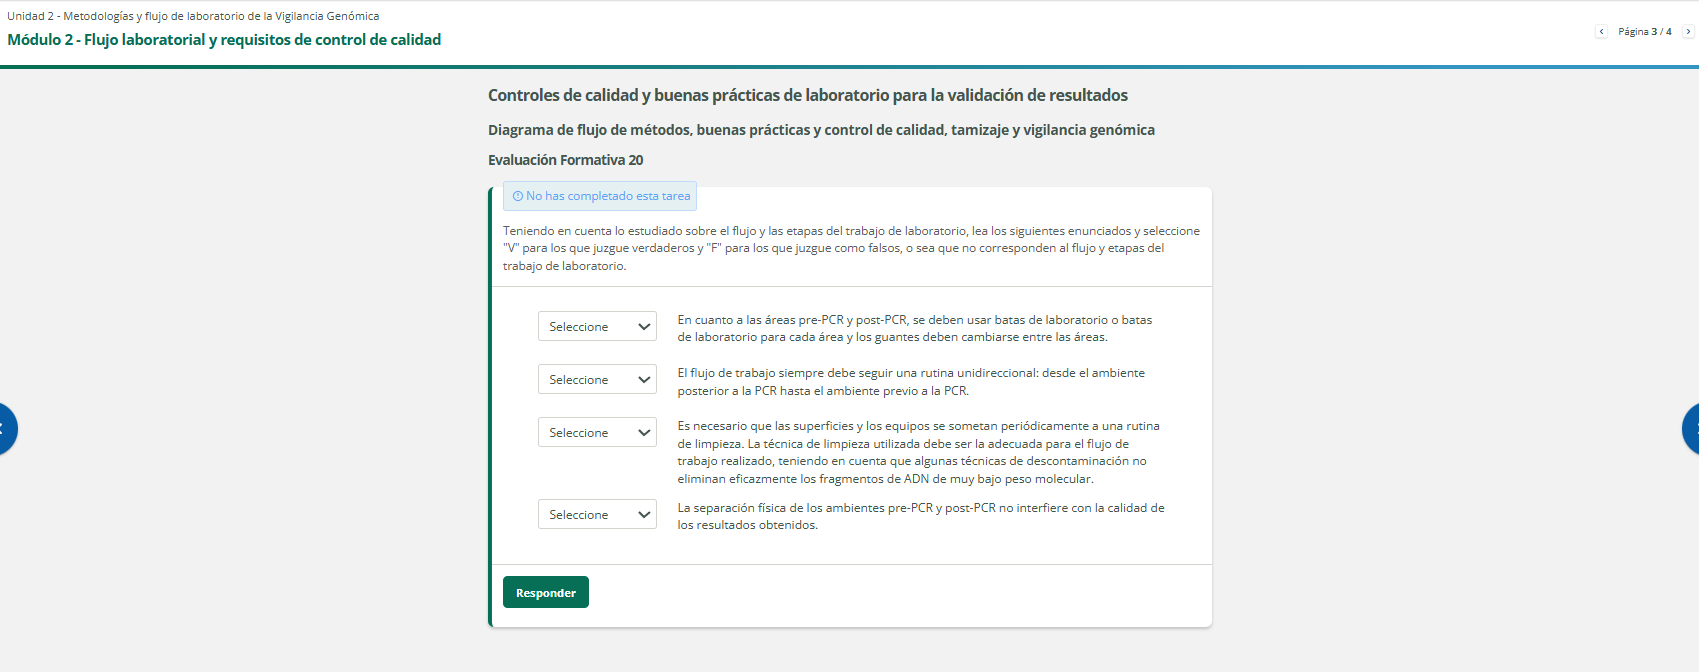 Unidad 2 - Metodologías y flujo de laboratorio de la Vigilancia Genómica
Módulo 2 - Flujo laboratorial y requisitos de control de calidad
Página 3 / 4
Controles de calidad y buenas prácticas de laboratorio para la validación de resultados
Diagrama de flujo de métodos, buenas prácticas y control de calidad, tamizaje y vigilancia genómica
Evaluación Formativa 20
No has completado esta tarea
Teniendo en cuenta lo estudiado sobre el flujo y las etapas del trabajo de laboratorio, lea los siguientes enunciados y seleccione
"V" para los que juzgue verdaderos y "F" para los que juzgue como falsos, o sea que no corresponden al flujo y etapas del
trabajo de laboratorio.
Seleccione
En cuanto a las áreas pre-PCR y post-PCR, se deben usar batas de laboratorio o batas
de laboratorio para cada área y los guantes deben cambiarse entre las áreas.
Seleccione
El flujo de trabajo siempre debe seguir una rutina unidireccional: desde el ambiente
posterior a la PCR hasta el ambiente previo a la PCR.
Seleccione
Es necesario que las superficies y los equipos se sometan periódicamente a una rutina
de limpieza. La técnica de limpieza utilizada debe ser la adecuada para el flujo de
trabajo realizado, teniendo en cuenta que algunas técnicas de descontaminación no
eliminan eficazmente los fragmentos de ADN de muy bajo peso molecular.
Seleccione
La separación física de los ambientes pre-PCR y post-PCR no interfiere con la calidad de
los resultados obtenidos.
Responder